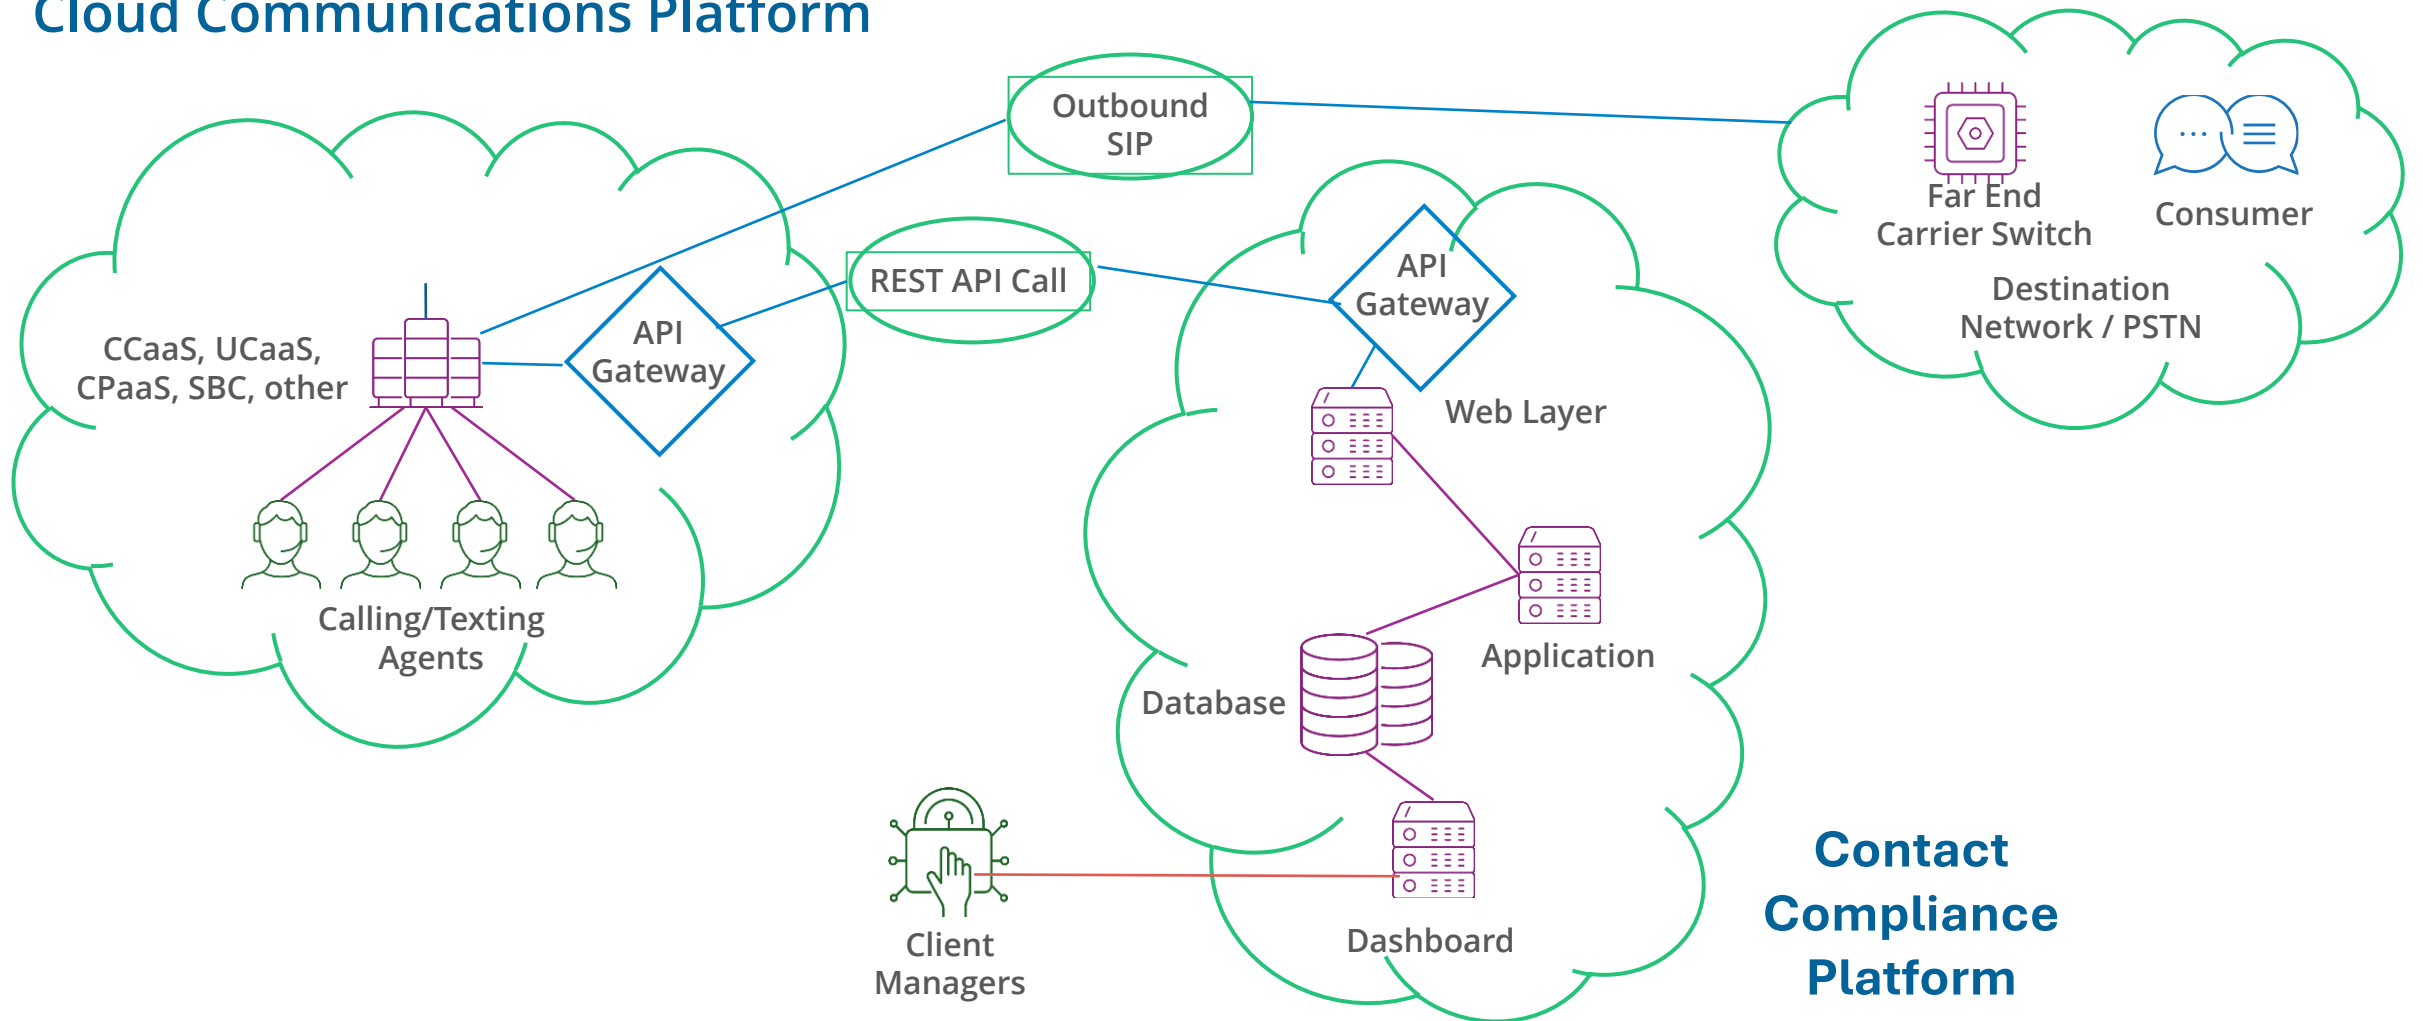 Cloud Communications Platform
Outbound
SIP
REST API Call
API
Gateway
CCaaS, UCaaS,
CPaaS, SBC, other
Calling/Texting
Agents
API
Gateway
Web Layer
Application
Database
Dashboard
Client
Managers
Far End
Carrier Switch
Consumer
Destination
Network / PSTN
Contact
Compliance
Platform